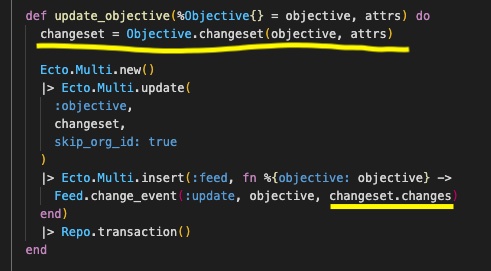 def update_objective(%Objective{} = objective, attrs) do
changeset = Objective.changeset(objective, attrs)
Ecto.Multi.new()
|> Ecto.Multi.update(
:objective,
changeset,
skip_org_id: true
)
|> Ecto.Multi.insert(:feed, fn %{objective: objective} ->
Feed.change_event(:update, objective, changeset.changes)
end)
|> Repo.transaction()
end